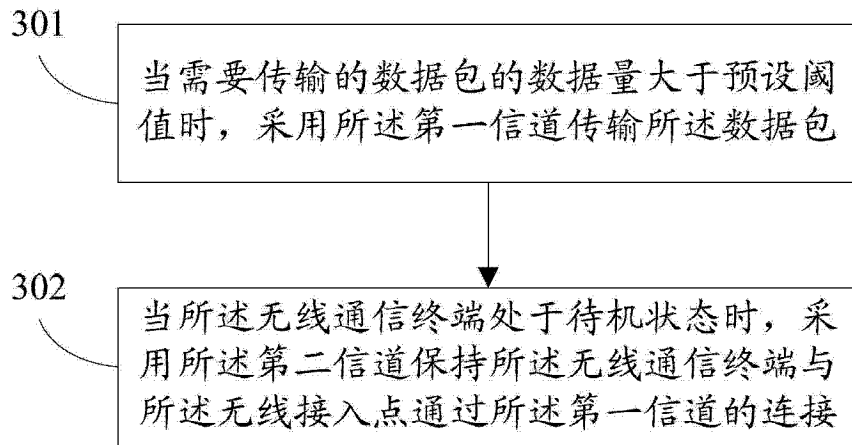 301
当需要传输的数据包的数据量大于预设阈
值时，采用所述第一信道传输所述数据包
302
当所述无线通信终端处于待机状态时，采
用所述第二信道保持所述无线通信终端与
所述无线接入点通过所述第一信道的连接